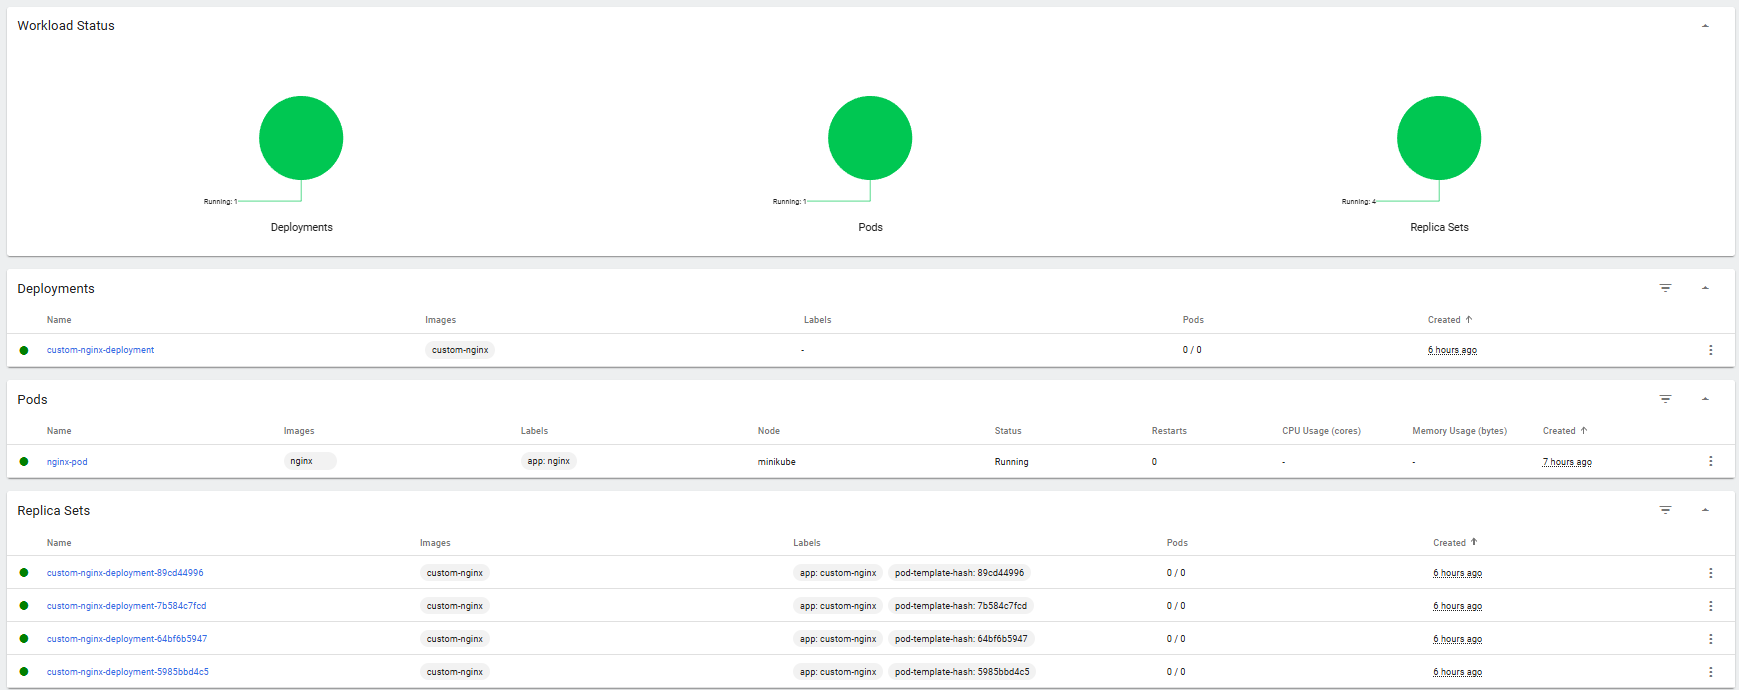 Workload Status
Running: 1
Running: 1
Running: 4
Deployments
Pods
Replica Sets
Deployments
Name Images Labels Pods Created ↑
custom-nginx-deployment custom-nginx - 0 / 0 6 hours ago
Pods
Name Images Labels Node Status Restarts CPU Usage (cores) Memory Usage (bytes) Created ↑
nginx-pod nginx app: nginx minikube Running 0 - - 7 hours ago
Replica Sets
Name Images Labels Pods Created ↑
custom-nginx-deployment-89cd44996 custom-nginx app: custom-nginx pod-template-hash: 89cd44996 0 / 0 6 hours ago
custom-nginx-deployment-7b584c7fcd custom-nginx app: custom-nginx pod-template-hash: 7b584c7fcd 0 / 0 6 hours ago
custom-nginx-deployment-64bf6b5947 custom-nginx app: custom-nginx pod-template-hash: 64bf6b5947 0 / 0 6 hours ago
custom-nginx-deployment-5985bbd4c5 custom-nginx app: custom-nginx pod-template-hash: 5985bbd4c5 0 / 0 6 hours ago